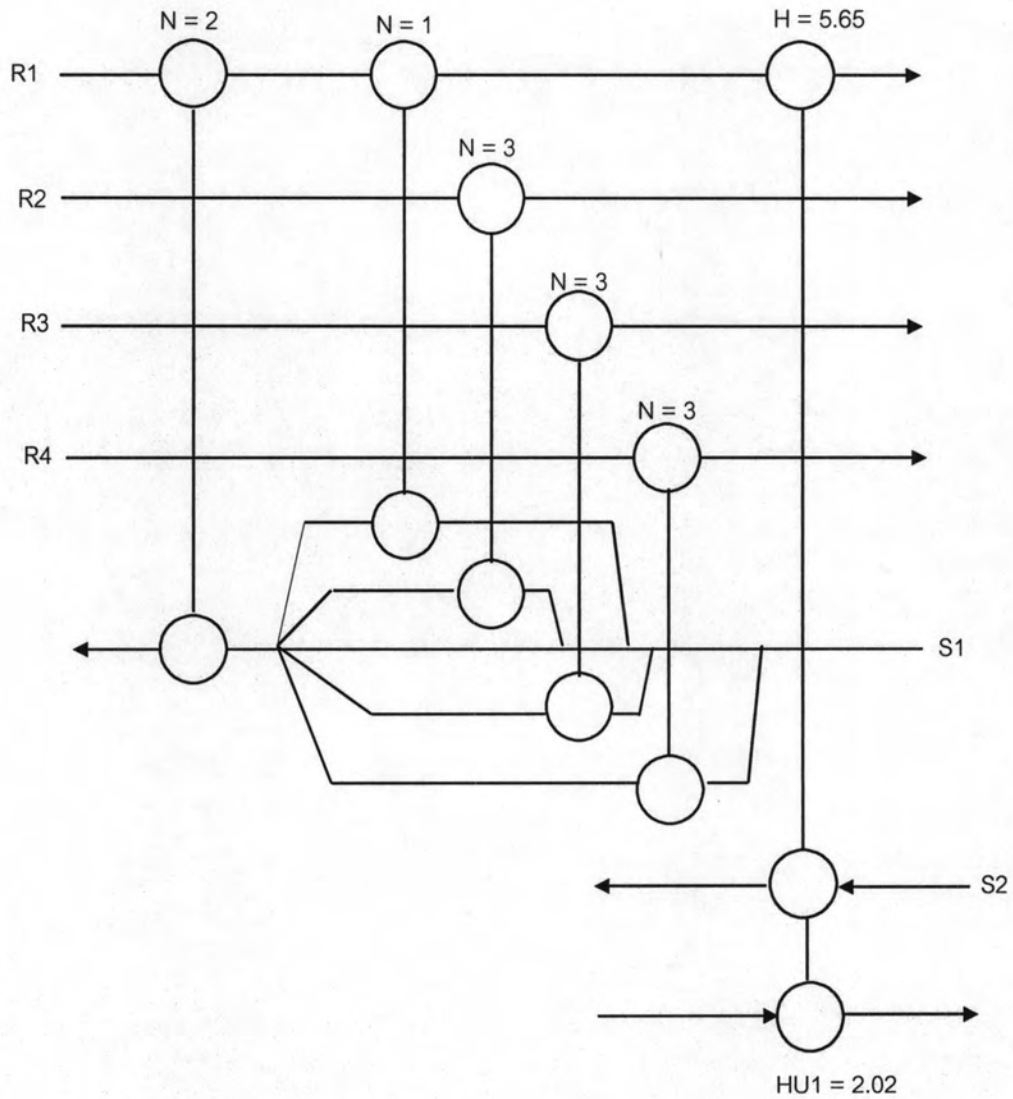 N = 2
N = 1
H = 5.65
R1
N = 3
R2
N = 3
R3
N = 3
R4
S1
S2
HU1 = 2.02